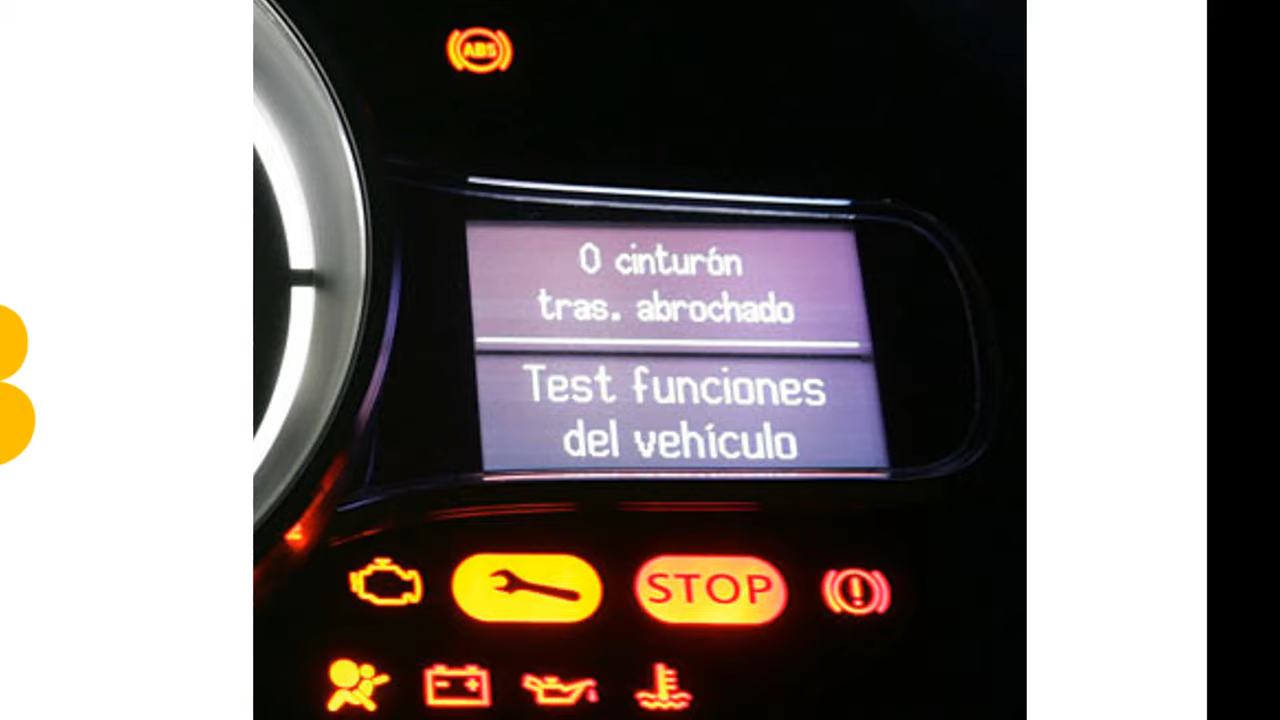 ABS
0 cinturón
tras. abrochado
Test funciones
del vehículo
STOP